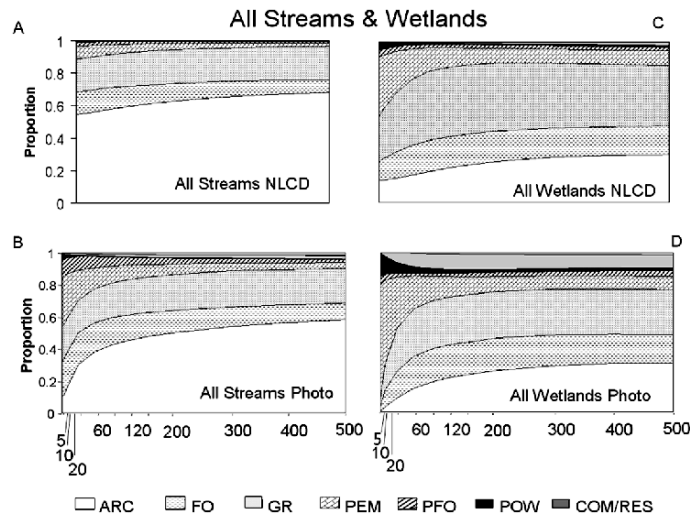 All Streams & Wetlands
A
C
1
0.8
0.6
0.4
0.2
0
Proportion
All Streams NLCD
All Wetlands NLCD
B
D
1
0.8
0.6
0.4
0.2
0
Proportion
All Streams Photo
All Wetlands Photo
5 10 20 60 120 200 300 400 500
5 10 20 60 120 200 300 400 500
ARC FO GR PEM PFO POW COM/RES